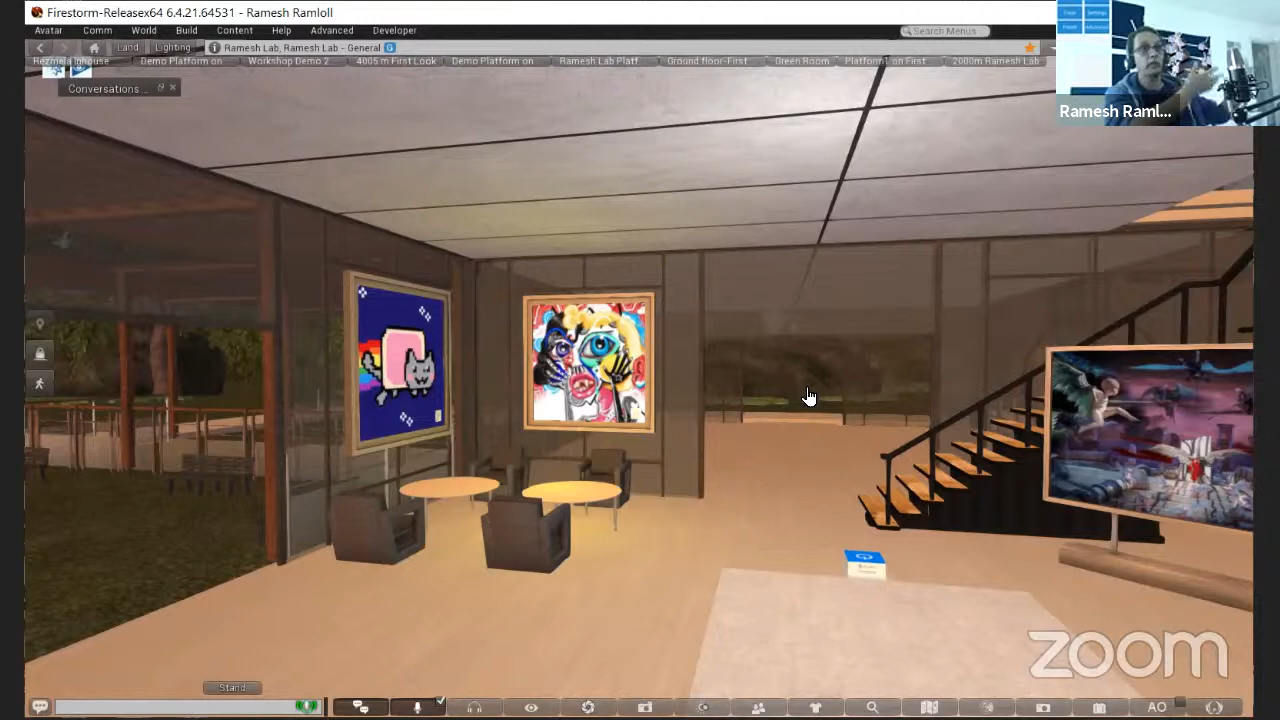 Firestorm-Releasex64 6.4.21.64531 - Ramesh Ramloll
Avatar Comm World Build Content Help Advanced Developer
Search Menus
Land Lighting Ramesh Lab, Ramesh Lab - General G
Demo Platform on Workshop Demo 2 4005 m First Look Demo Platform on Ramesh Lab Platf Ground floor-First Green Room Platform on First 2000m Ramesh Lab
Conversations ...
Ramesh Raml...
Stand
AO
zoom